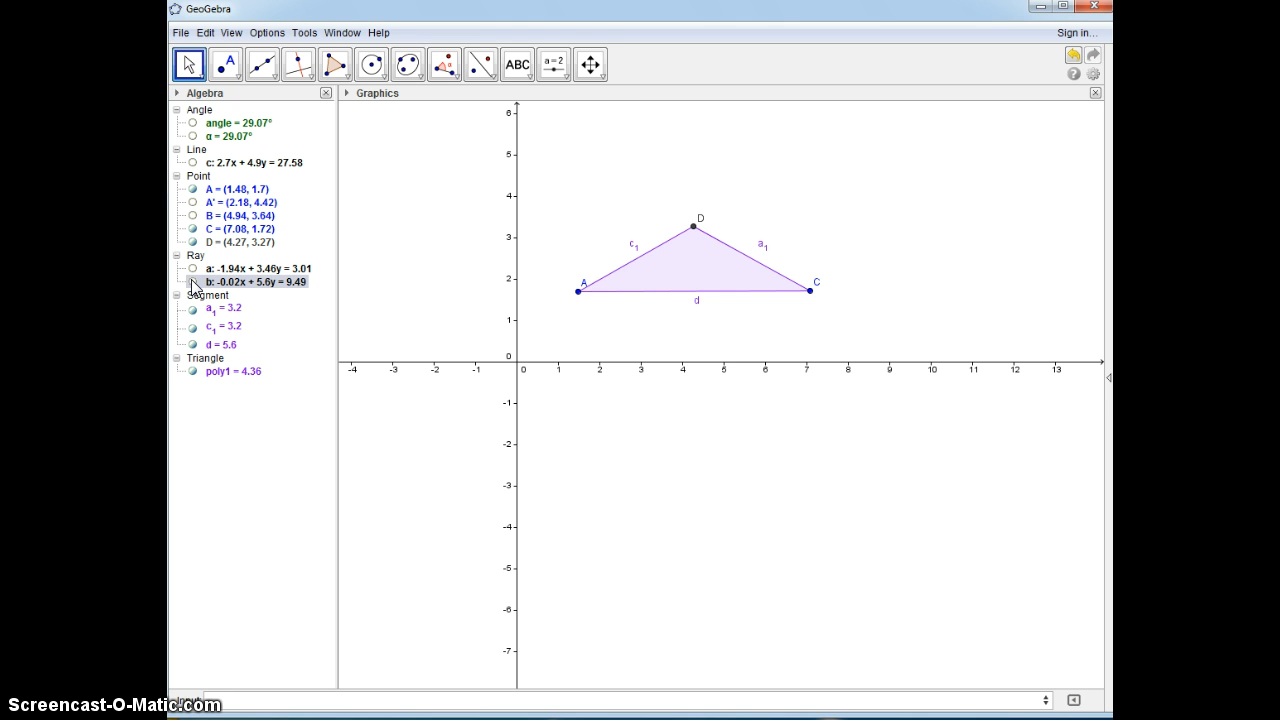 GeoGebra
File Edit View Options Tools Window Help
Sign in...
A
α
ABC
a = 2
Algebra
Graphics
Angle
angle = 29.07°
α = 29.07°
Line
c: 2.7x + 4.9y = 27.58
Point
A = (1.48, 1.7)
A' = (2.18, 4.42)
B = (4.94, 3.64)
C = (7.08, 1.72)
D = (4.27, 3.27)
Ray
a: -1.94x + 3.46y = 3.01
b: -0.02x + 5.6y = 9.49
Segment
a₁ = 3.2
c₁ = 3.2
d = 5.6
Triangle
poly1 = 4.36
6
5
4
3
2
1
0
-4 -3 -2 -1 0 1 2 3 4 5 6 7 8 9 10 11 12 13
-1
-2
-3
-4
-5
-6
-7
D
c₁ a₁
A C
d
Screencast-O-Matic.com